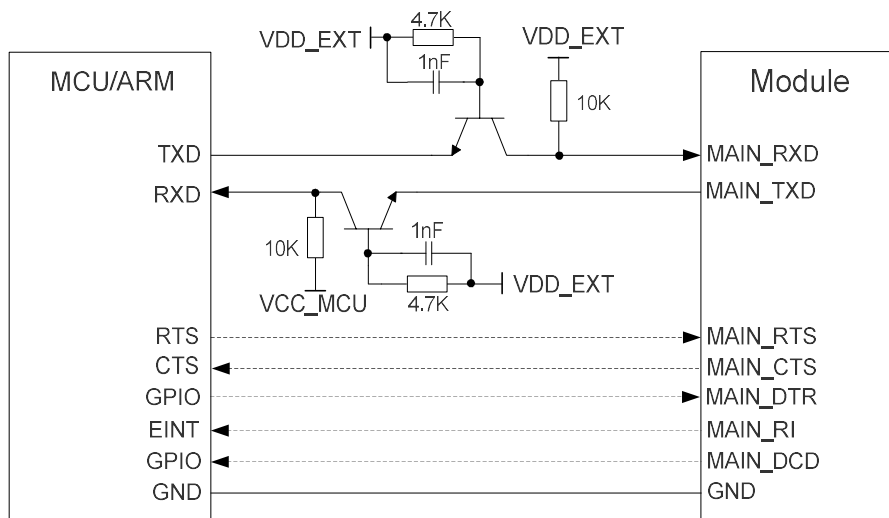 4.7K
VDD_EXT
1nF
VDD_EXT
MCU/ARM
Module
10K
TXD
MAIN_RXD
RXD
MAIN_TXD
1nF
10K
VDD_EXT
VCC_MCU
4.7K
RTS
MAIN_RTS
CTS
MAIN_CTS
GPIO
MAIN_DTR
EINT
MAIN_RI
GPIO
MAIN_DCD
GND
GND